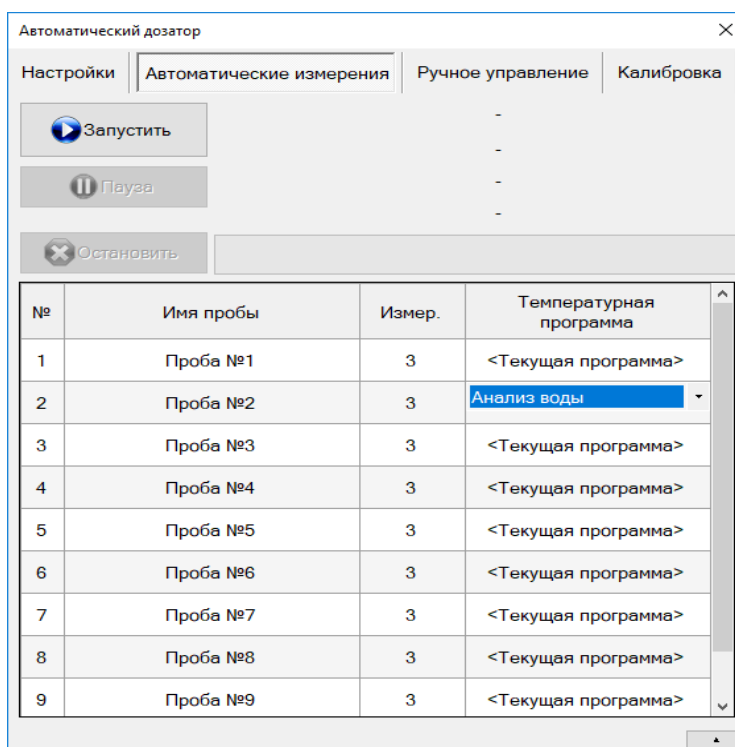 Автоматический дозатор
Настройки Автоматические измерения Ручное управление Калибровка
Запустить -
-
Пауза -
-
Остановить
№ Имя пробы Измер. Температурная
программа
1 Проба №1 3 <Текущая программа>
2 Проба №2 3 Анализ воды
3 Проба №3 3 <Текущая программа>
4 Проба №4 3 <Текущая программа>
5 Проба №5 3 <Текущая программа>
6 Проба №6 3 <Текущая программа>
7 Проба №7 3 <Текущая программа>
8 Проба №8 3 <Текущая программа>
9 Проба №9 3 <Текущая программа>